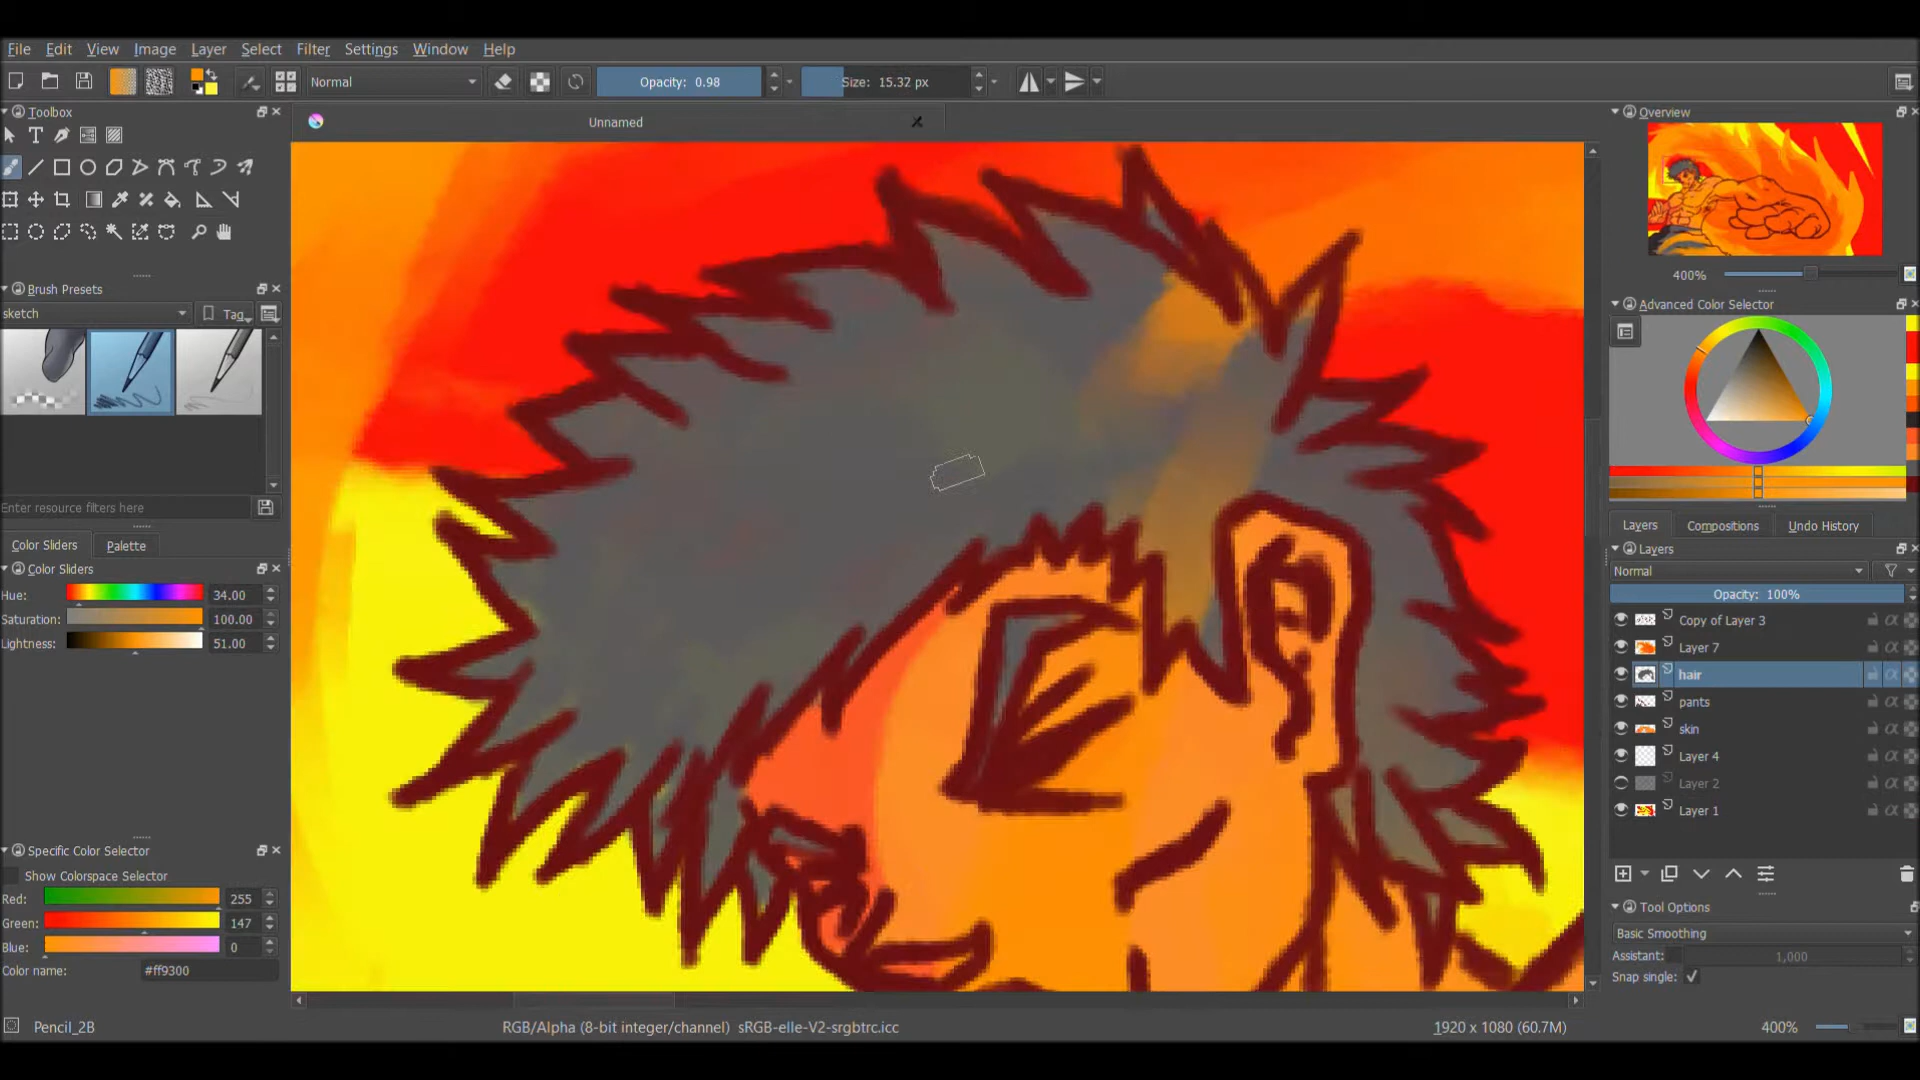 File Edit View Image Layer Select Filter Settings Window Help
Normal Opacity: 0.98 Size: 15.32 px
Toolbox
Unnamed
Overview
400%
Brush Presets
sketch Tag
Advanced Color Selector
Enter resource filters here
Color Sliders Palette
Color Sliders
Hue: 34.00
Saturation: 100.00
Lightness: 51.00
Layers Compositions Undo History
Layers
Normal
Opacity: 100%
Copy of Layer 3
Layer 7
hair
pants
skin
Layer 4
Layer 2
Layer 1
Specific Color Selector
Show Colorspace Selector
Red: 255
Green: 147
Blue: 0
Color name: #ff9300
Tool Options
Basic Smoothing
Assistant: 1,000
Snap single:
Pencil_2B RGB/Alpha (8-bit integer/channel) sRGB-elle-V2-srgbtrc.icc 1920 x 1080 (60.7M) 400%